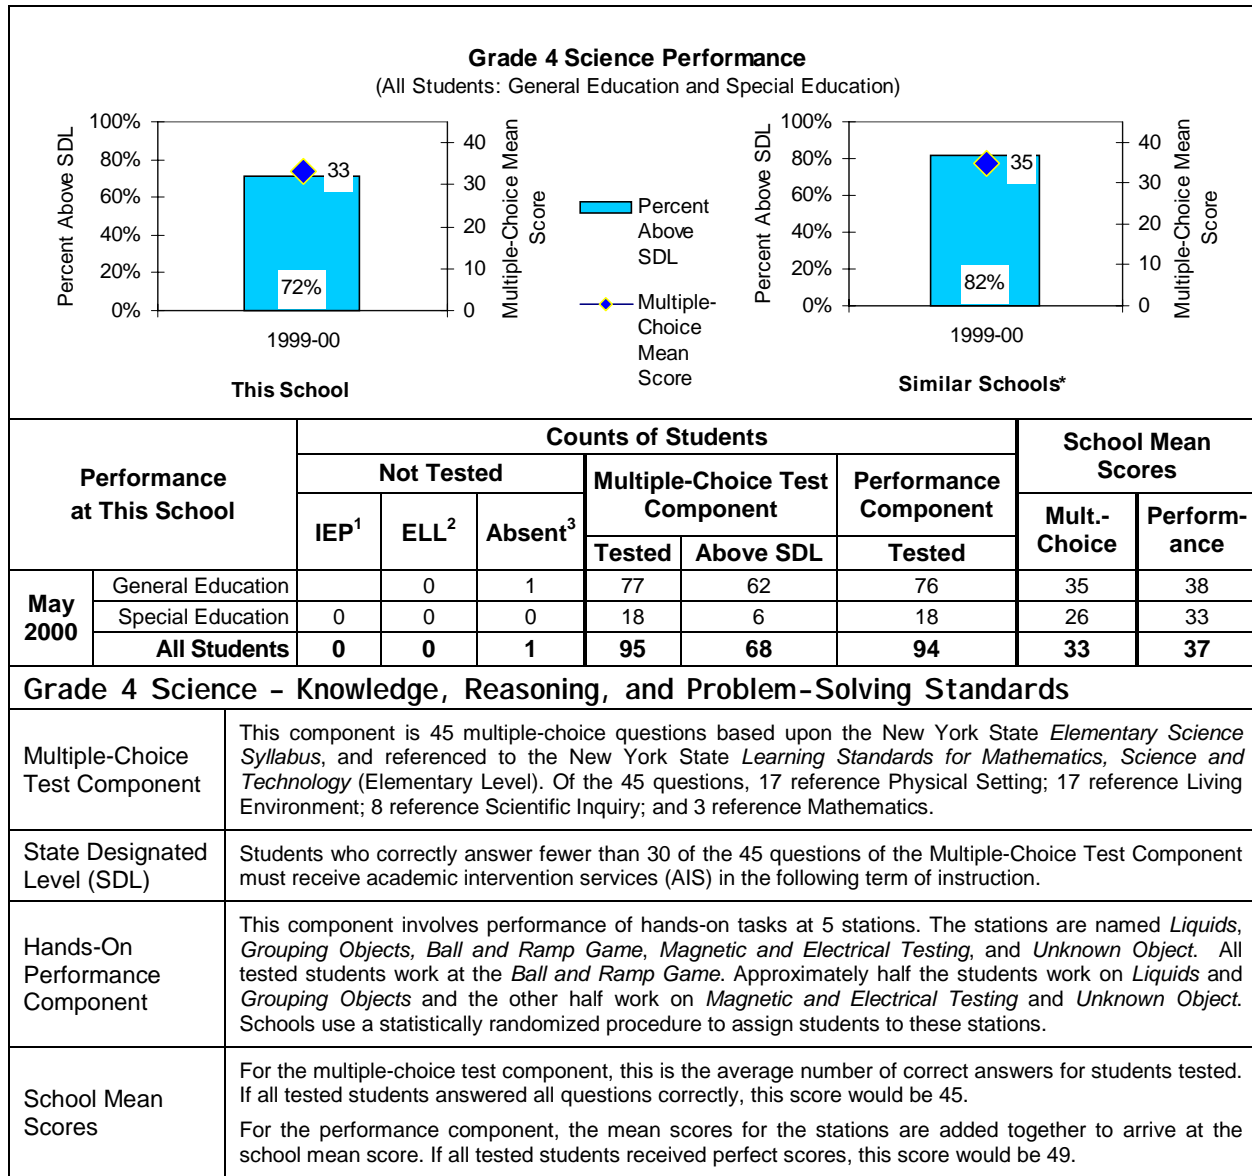 Grade 4 Science Performance
(All Students: General Education and Special Education)
Percent Above SDL
100%
80%
60%
40%
20%
0%
33
72%
40
30
20
10
0
Multiple-Choice Mean
Score
1999-00
This School
Percent
Above
SDL
Multiple-
Choice
Mean
Score
Percent Above SDL
100%
80%
60%
40%
20%
0%
35
82%
40
30
20
10
0
Multiple-Choice Mean
Score
1999-00
Similar Schools*
Performance
at This School
Counts of Students
School Mean
Scores
Not Tested
Multiple-Choice Test
Component
Performance
Component
IEP1 ELL2 Absent3
Mult.-
Choice
Perform-
ance
Tested Above SDL Tested
May
2000
General Education 0 1 77 62 76 35 38
Special Education 0 0 0 18 6 18 26 33
All Students 0 0 1 95 68 94 33 37
Grade 4 Science – Knowledge, Reasoning, and Problem-Solving Standards
Multiple-Choice
Test Component
This component is 45 multiple-choice questions based upon the New York State Elementary Science
Syllabus, and referenced to the New York State Learning Standards for Mathematics, Science and
Technology (Elementary Level). Of the 45 questions, 17 reference Physical Setting; 17 reference Living
Environment; 8 reference Scientific Inquiry; and 3 reference Mathematics.
State Designated
Level (SDL)
Students who correctly answer fewer than 30 of the 45 questions of the Multiple-Choice Test Component
must receive academic intervention services (AIS) in the following term of instruction.
Hands-On
Performance
Component
This component involves performance of hands-on tasks at 5 stations. The stations are named Liquids,
Grouping Objects, Ball and Ramp Game, Magnetic and Electrical Testing, and Unknown Object. All
tested students work at the Ball and Ramp Game. Approximately half the students work on Liquids and
Grouping Objects and the other half work on Magnetic and Electrical Testing and Unknown Object.
Schools use a statistically randomized procedure to assign students to these stations.
School Mean
Scores
For the multiple-choice test component, this is the average number of correct answers for students tested.
If all tested students answered all questions correctly, this score would be 45.
For the performance component, the mean scores for the stations are added together to arrive at the
school mean score. If all tested students received perfect scores, this score would be 49.